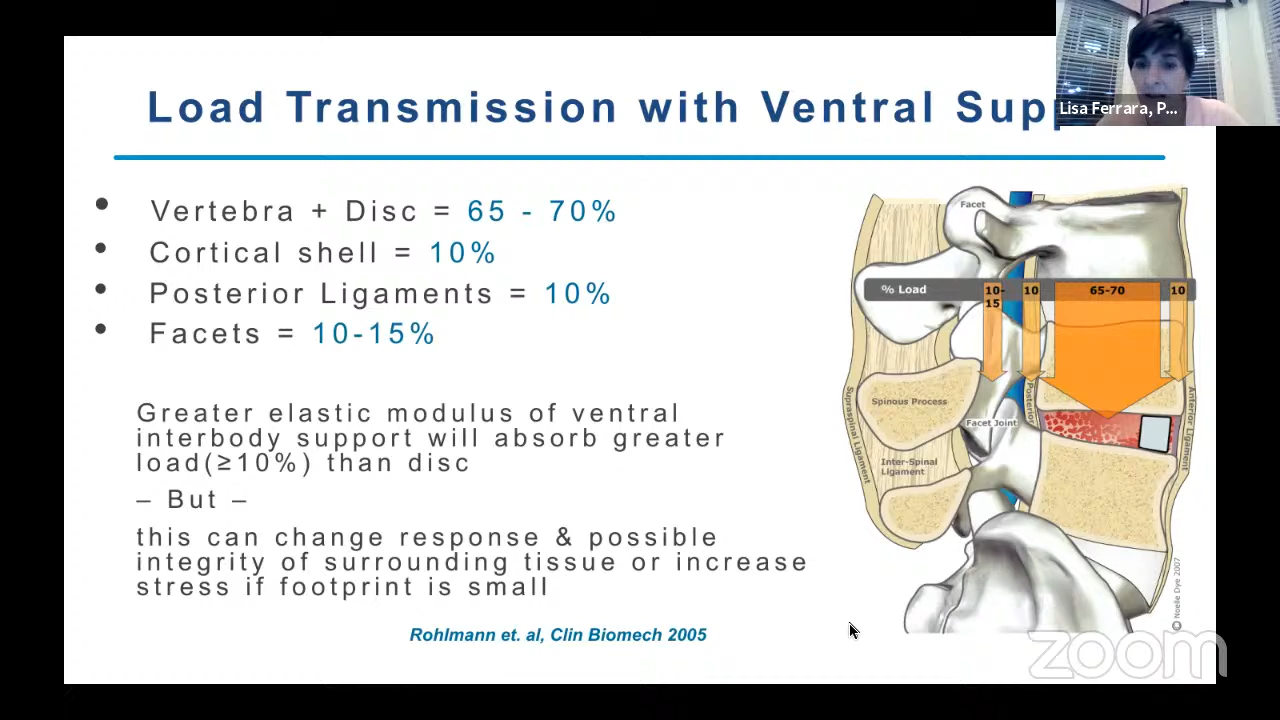 Load Transmission with Ventral Supp
Lisa Ferrara, P...
• Vertebra + Disc = 65 - 70%
• Cortical shell = 10%
• Posterior Ligaments = 10%
• Facets = 10-15%
Greater elastic modulus of ventral
interbody support will absorb greater
load(≥10%) than disc
– But –
this can change response & possible
integrity of surrounding tissue or increase
stress if footprint is small
Rohlmann et. al, Clin Biomech 2005
Facet
% Load
10-
15
10
65-70
10
Spinous Process
Facet Joint
Inter-Spinal
Ligament
Supraspinal Ligament
Posterior
Anterior Ligament
© Noelle Dye 2007
zoom